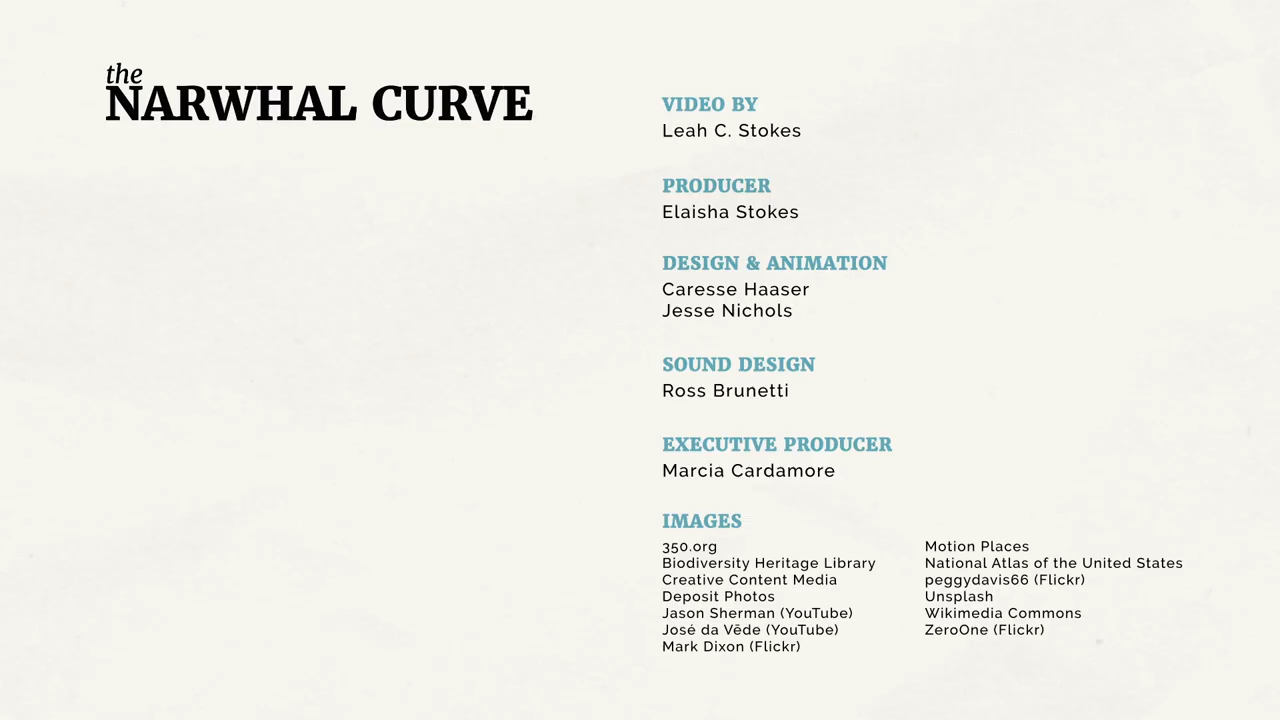 the
NARWHAL CURVE
VIDEO BY
Leah C. Stokes
PRODUCER
Elaisha Stokes
DESIGN & ANIMATION
Caresse Haaser
Jesse Nichols
SOUND DESIGN
Ross Brunetti
EXECUTIVE PRODUCER
Marcia Cardamore
IMAGES
350.org
Biodiversity Heritage Library
Creative Content Media
Deposit Photos
Jason Sherman (YouTube)
José da Vēde (YouTube)
Mark Dixon (Flickr)
Motion Places
National Atlas of the United States
peggydavis66 (Flickr)
Unsplash
Wikimedia Commons
ZeroOne (Flickr)